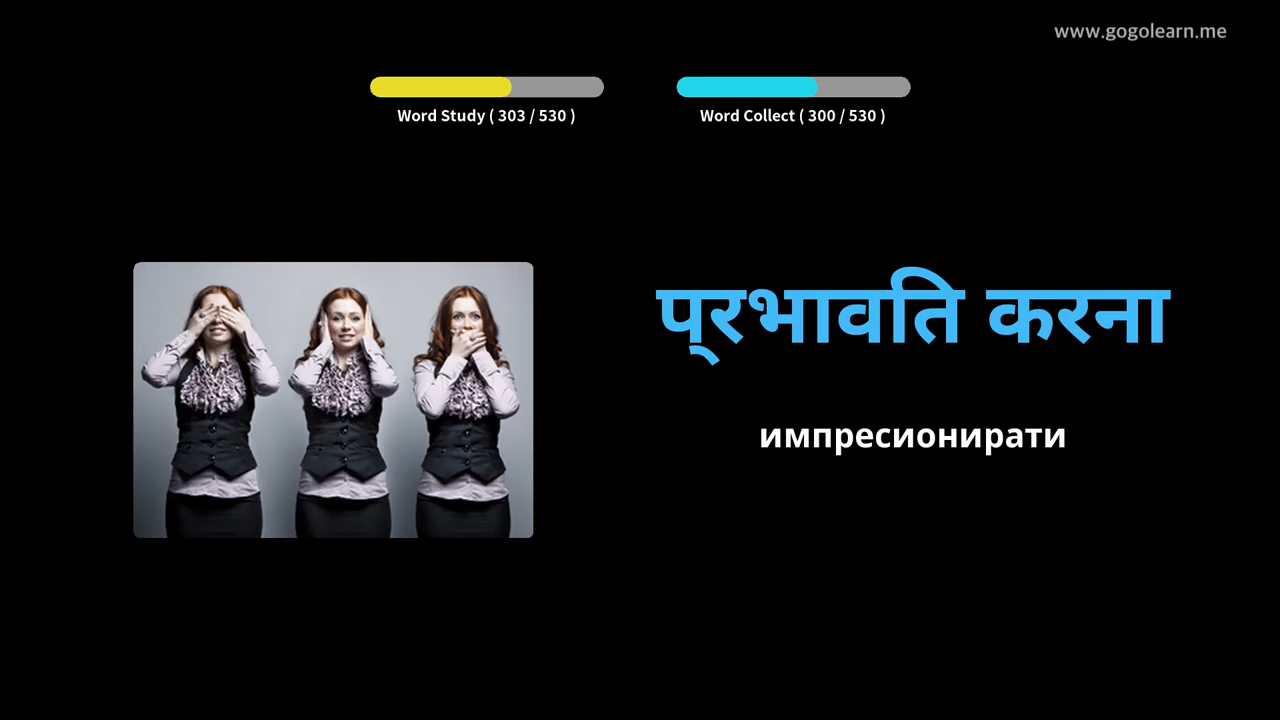 www.gogolearn.me
Word Study ( 303 / 530 )
Word Collect ( 300 / 530 )
प्रभावति करना
импресионирати